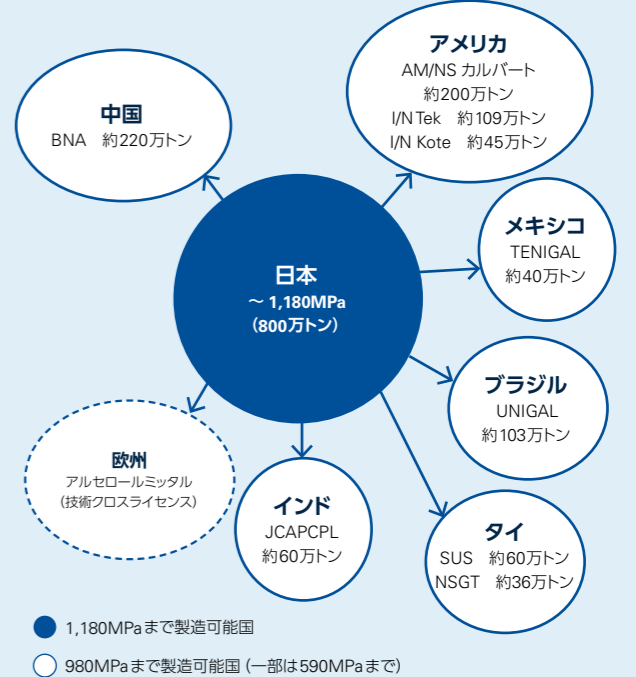 アメリカ
AM/NS カルバート
約200万トン
I/N Tek 約109万トン
I/N Kote 約45万トン
中国
BNA 約220万トン
メキシコ
TENIGAL
約40万トン
日本
～ 1,180MPa
（800万トン）
ブラジル
UNIGAL
約103万トン
欧州
アルセロールミッタル
（技術クロスライセンス）
インド
JCAPCPL
約60万トン
タイ
SUS 約60万トン
NSGT 約36万トン
1,180MPaまで製造可能国
980MPaまで製造可能国（一部は590MPaまで）